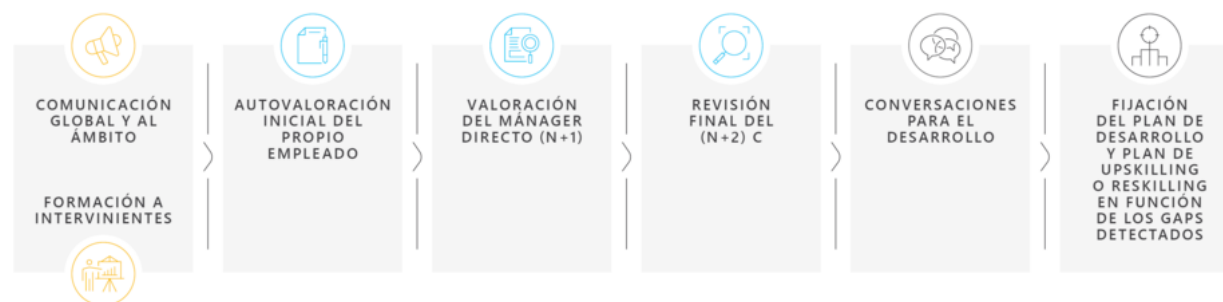 COMUNICACIÓN
GLOBAL Y AL
ÁMBITO
FORMACIÓN A
INTERVINIENTES
AUTOVALORACIÓN
INICIAL DEL
PROPIO
EMPLEADO
VALORACIÓN
DEL MÁNAGER
DIRECTO (N+1)
REVISIÓN
FINAL DEL
(N+2) C
CONVERSACIONES
PARA EL
DESARROLLO
FIJACIÓN
DEL PLAN DE
DESARROLLO
Y PLAN DE
UPSKILLING
O RESKILLING
EN FUNCIÓN
DE LOS GAPS
DETECTADOS